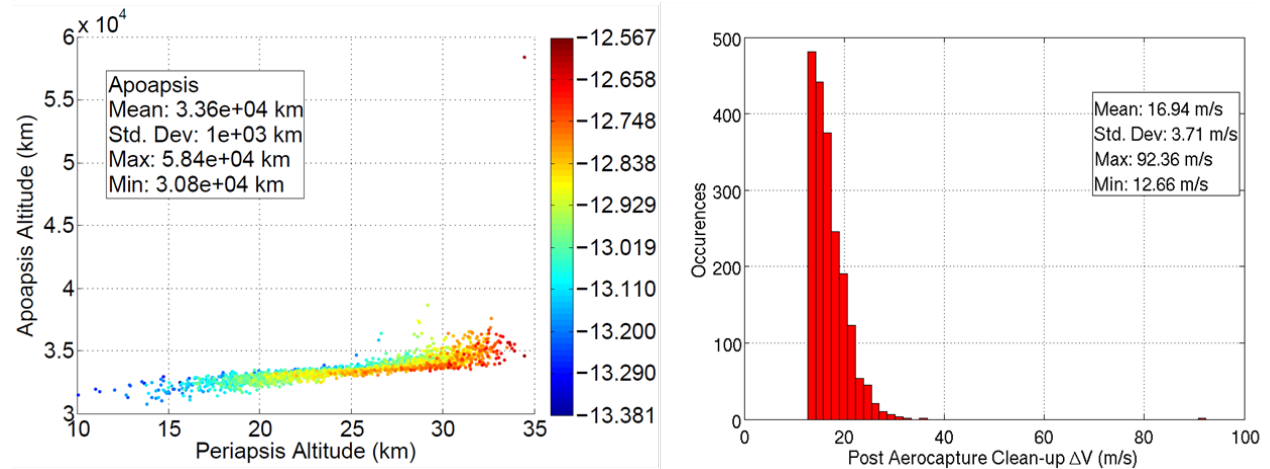 x 10⁴
6
5.5
5
4.5
4
3.5
3
10
15
20
25
30
35
Apoapsis Altitude (km)
Periapsis Altitude (km)
Apoapsis
Mean: 3.36e+04 km
Std. Dev: 1e+03 km
Max: 5.84e+04 km
Min: 3.08e+04 km
−12.567
−12.658
−12.748
−12.838
−12.929
−13.019
−13.110
−13.200
−13.290
−13.381
500
400
300
200
100
0
0
20
40
60
80
100
Occurences
Post Aerocapture Clean-up ΔV (m/s)
Mean: 16.94 m/s
Std. Dev: 3.71 m/s
Max: 92.36 m/s
Min: 12.66 m/s